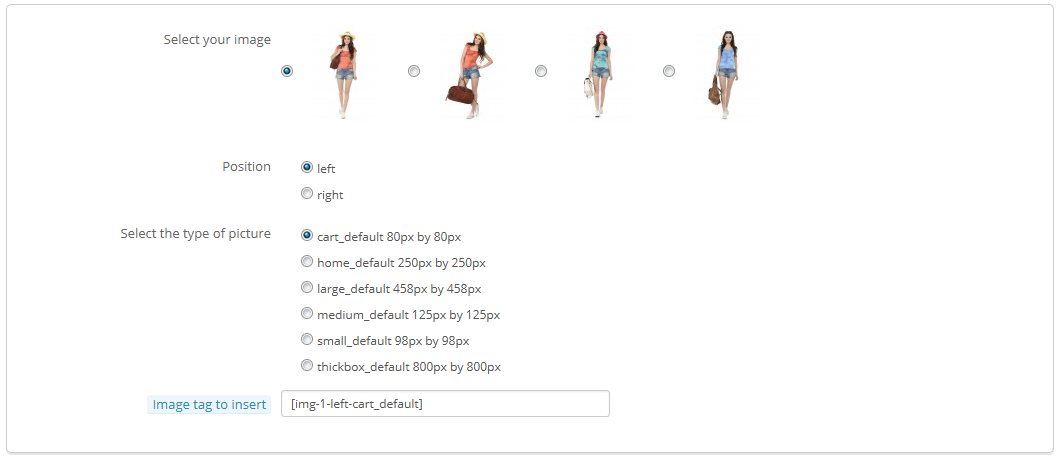 Select your image
Position
left
right
Select the type of picture
cart_default 80px by 80px
home_default 250px by 250px
large_default 458px by 458px
medium_default 125px by 125px
small_default 98px by 98px
thickbox_default 800px by 800px
Image tag to insert [img-1-left-cart_default]